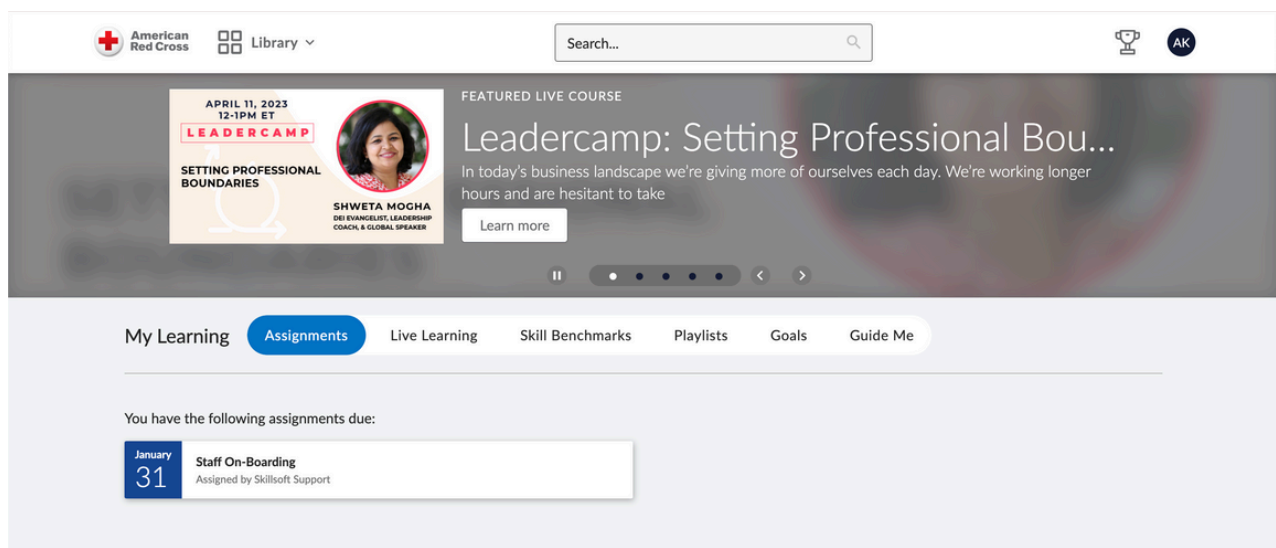 American
Red Cross
Library
Search...
AK
APRIL 11, 2023
12-1PM ET
LEADERCAMP
SETTING PROFESSIONAL
BOUNDARIES
SHWETA MOGHA
DEI EVANGELIST, LEADERSHIP
COACH, & GLOBAL SPEAKER
FEATURED LIVE COURSE
Leadercamp: Setting Professional Bou...
In today's business landscape we're giving more of ourselves each day. We're working longer
hours and are hesitant to take
Learn more
My Learning
Assignments
Live Learning
Skill Benchmarks
Playlists
Goals
Guide Me
You have the following assignments due:
January
31
Staff On-Boarding
Assigned by Skillsoft Support